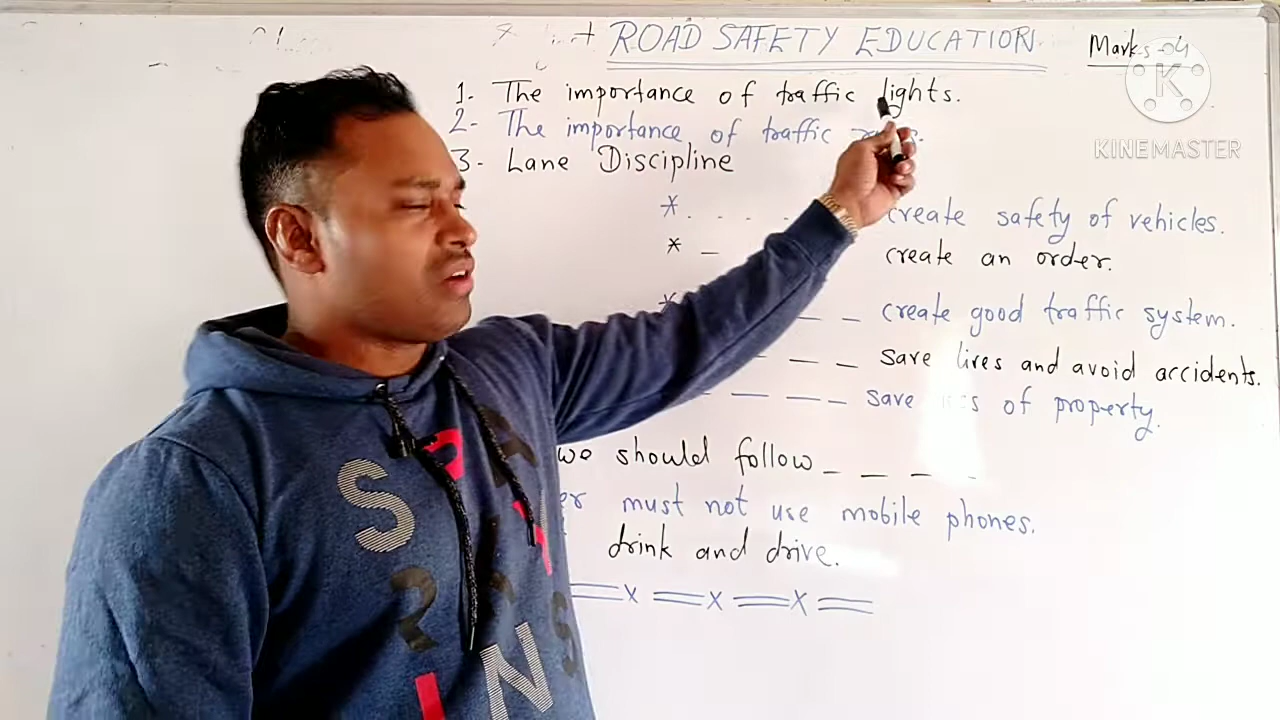 ROAD SAFETY EDUCATION Marks - 4
1. The importance of traffic lights.
2. The importance of traffic
3. Lane Discipline
* . - - - create safety of vehicles.
* _ create an order.
* _ _ create good traffic system.
_ _ _ save lives and avoid accidents.
_ _ _ _ save of property.
we should follow _ _ _ _
must not use mobile phones.
drink and drive.
==x ==x ==x ==
K
KINEMASTER
S
R
I N S